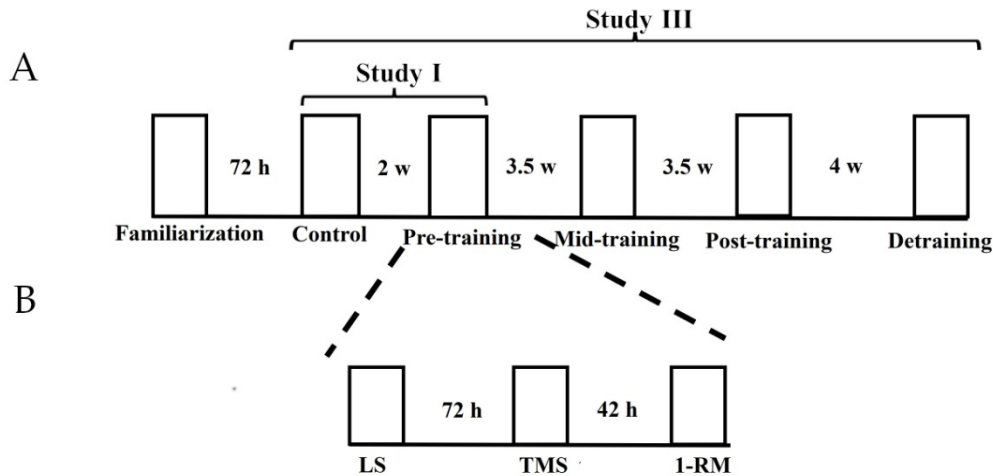 Study III
A
Study I
72 h 2 w 3.5 w 3.5 w 4 w
Familiarization Control Pre-training Mid-training Post-training Detraining
B
72 h 42 h
LS TMS 1-RM